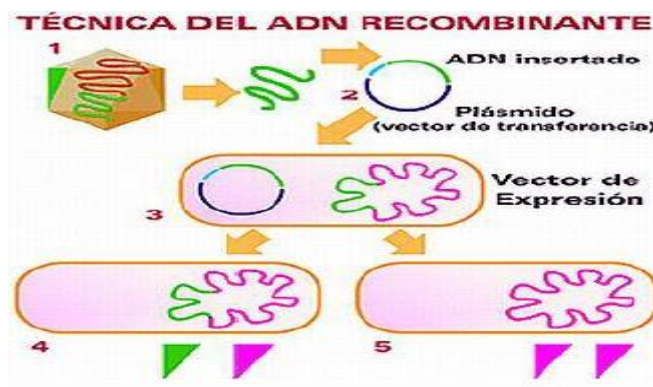 TÉCNICA DEL ADN RECOMBINANTE
1
ADN insertado
2
Plásmido
(vector de transferencia)
3
Vector de
Expresión
4
5